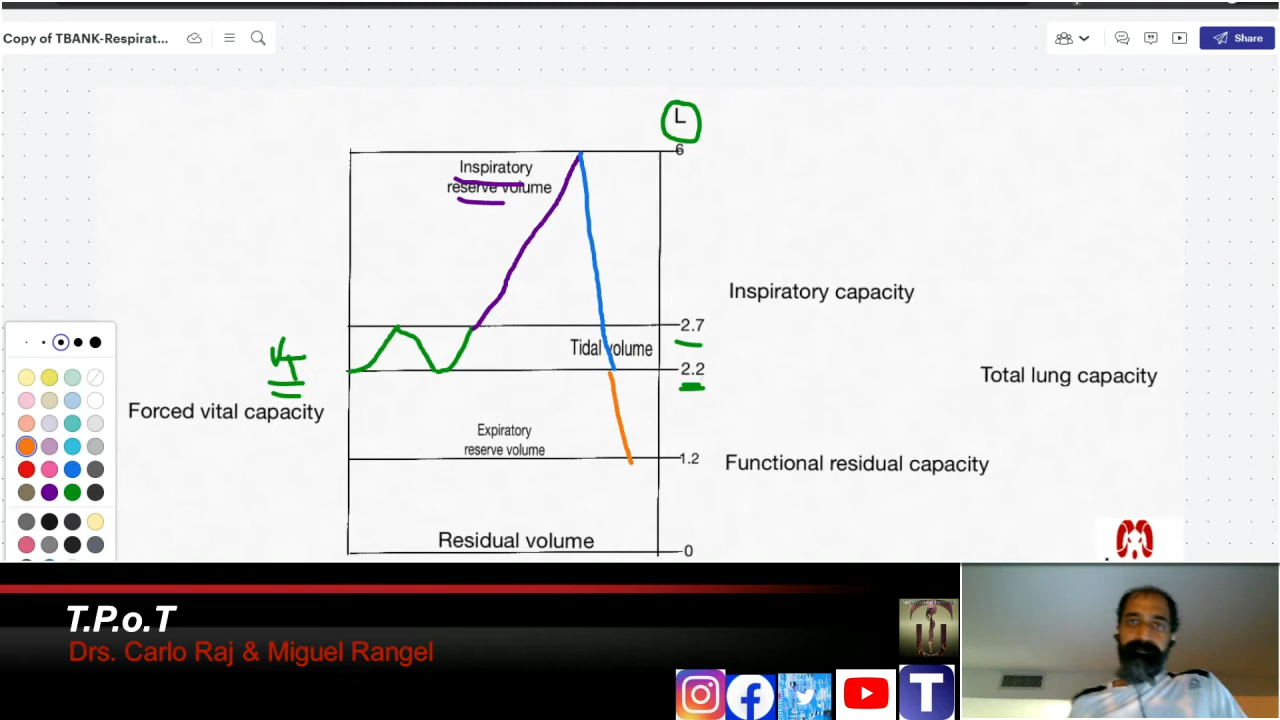 Copy of TBANK-Respirat...
Share
L
6
Inspiratory
reserve volume
Inspiratory capacity
2.7
Tidal volume
VT
2.2
Total lung capacity
Forced vital capacity
Expiratory
reserve volume
1.2
Functional residual capacity
Residual volume
0
T.P.o.T
Drs. Carlo Raj & Miguel Rangel
T